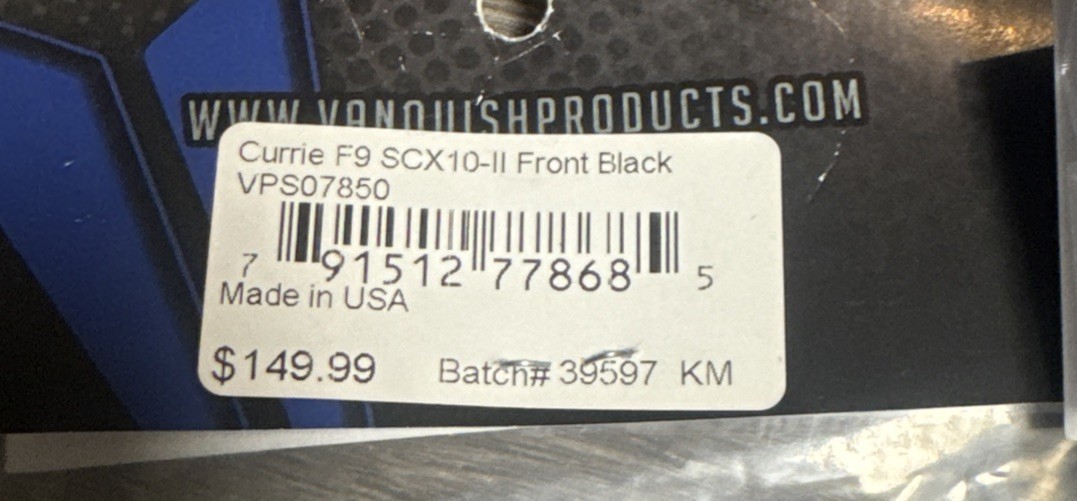 WWW.VANQUISHPRODUCTS.COM
Currie F9 SCX10-II Front Black
VPS07850
7 91512 77868 5
Made in USA
$149.99 Batch# 39597 KM